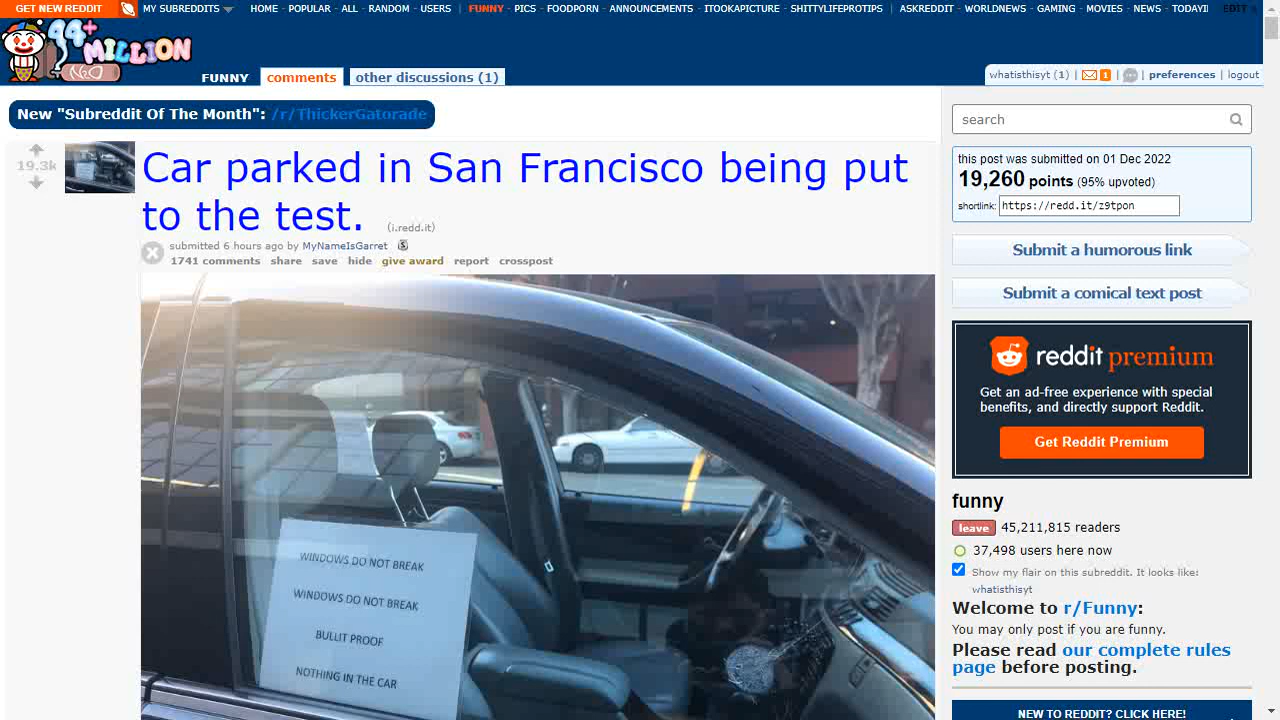 GET NEW REDDIT MY SUBREDDITS HOME - POPULAR - ALL - RANDOM - USERS | FUNNY - PICS - FOODPORN - ANNOUNCEMENTS - ITOOKAPICTURE - SHITTYLIFEPROTIPS | ASKREDDIT - WORLDNEWS - GAMING - MOVIES - NEWS - TODAYI EDIT »
44+ MILLION
FUNNY comments other discussions (1)
whatisthisyt (1) | 1 | | preferences | logout
New "Subreddit Of The Month": /r/ThickerGatorade
19.3k
Car parked in San Francisco being put
to the test. (i.redd.it)
submitted 6 hours ago by MyNameIsGarret
1741 comments share save hide give award report crosspost
WINDOWS DO NOT BREAK
WINDOWS DO NOT BREAK
BULLIT PROOF
NOTHING IN THE CAR
search
this post was submitted on 01 Dec 2022
19,260 points (95% upvoted)
shortlink: https://redd.it/z9tpon
Submit a humorous link
Submit a comical text post
reddit premium
Get an ad-free experience with special
benefits, and directly support Reddit.
Get Reddit Premium
funny
leave 45,211,815 readers
37,498 users here now
Show my flair on this subreddit. It looks like:
whatisthisyt
Welcome to r/Funny:
You may only post if you are funny.
Please read our complete rules
page before posting.
NEW TO REDDIT? CLICK HERE!